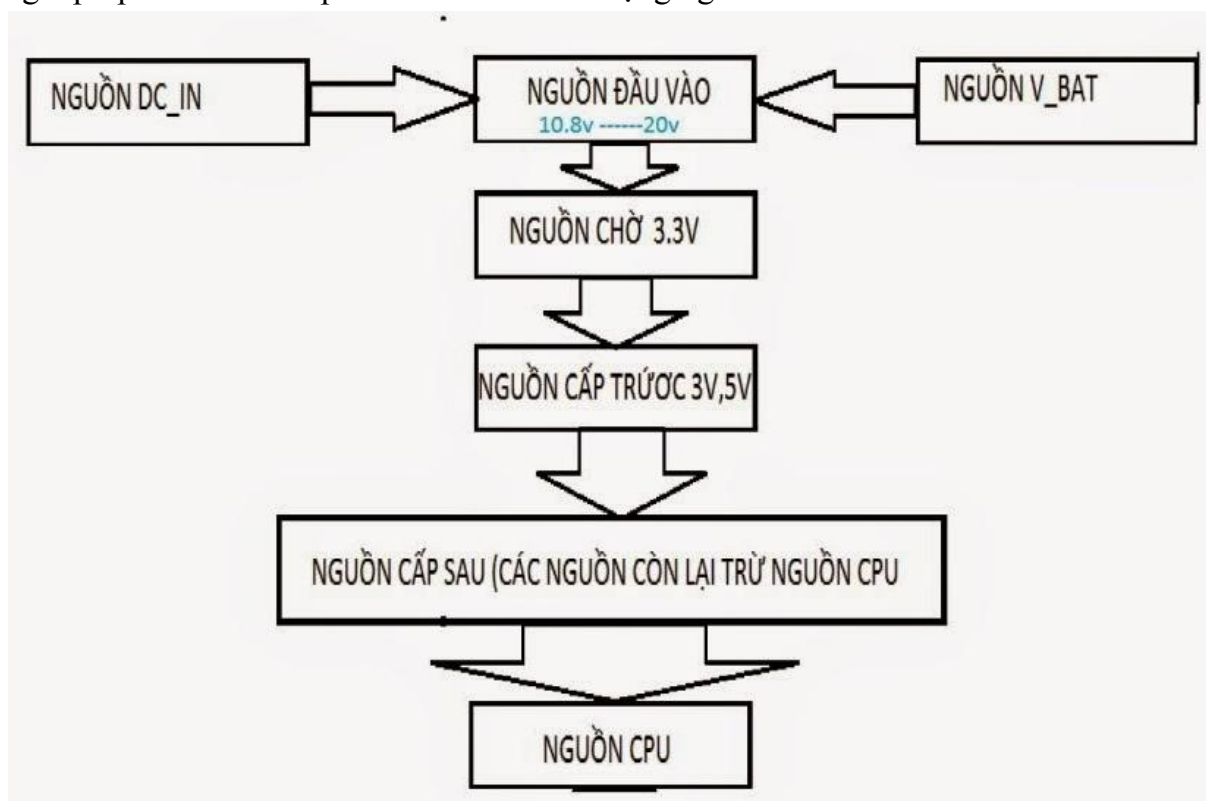 NGUỒN DC_IN
NGUỒN ĐẦU VÀO
10.8v ------20v
NGUỒN V_BAT
NGUỒN CHỜ 3.3V
NGUỒN CẤP TRỨƠC 3V,5V
NGUỒN CẤP SAU (CÁC NGUỒN CÒN LẠI TRỪ NGUỒN CPU
NGUỒN CPU